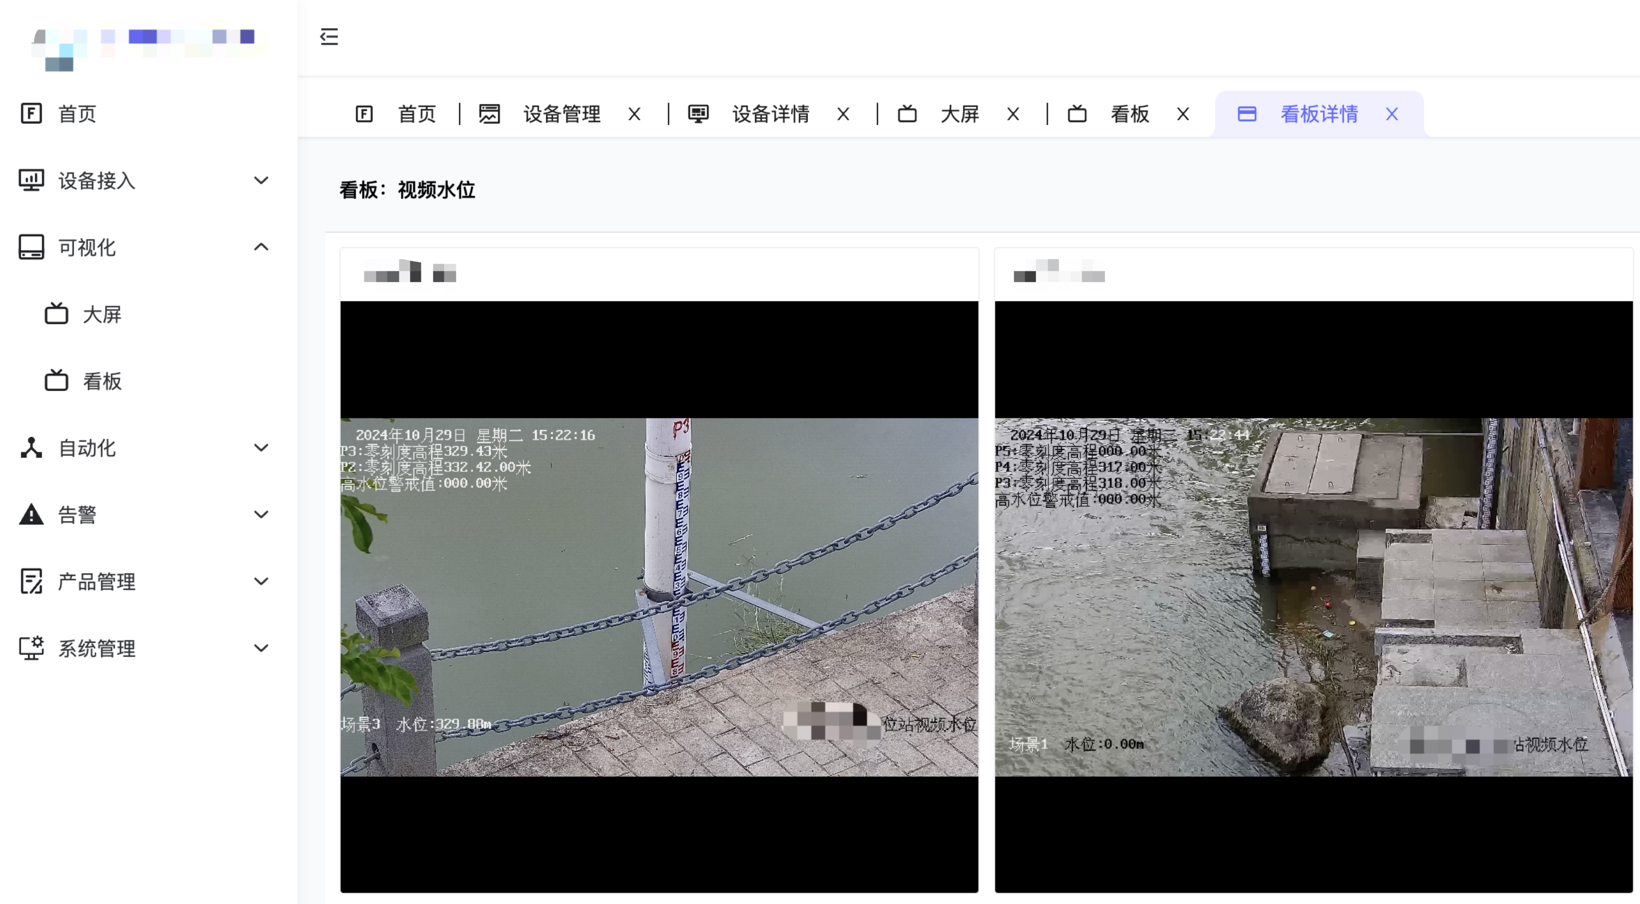 首页
设备接入
可视化
大屏
看板
自动化
告警
产品管理
系统管理
首页 设备管理 设备详情 大屏 看板 看板详情
看板：视频水位
2024年10月29日 星期二 15:22:16
P3:零刻度高程329.43米
P2:零刻度高程332.42.00米
高水位警戒值:000.00米
P3
场景3 水位:329.88m
位站视频水位
2024年10月29日 星期二 15:22:44
P5:零刻度高程000.00米
P4:零刻度高程317.00米
P3:零刻度高程318.00米
高水位警戒值:000.00米
场景1 水位:0.00m
站视频水位